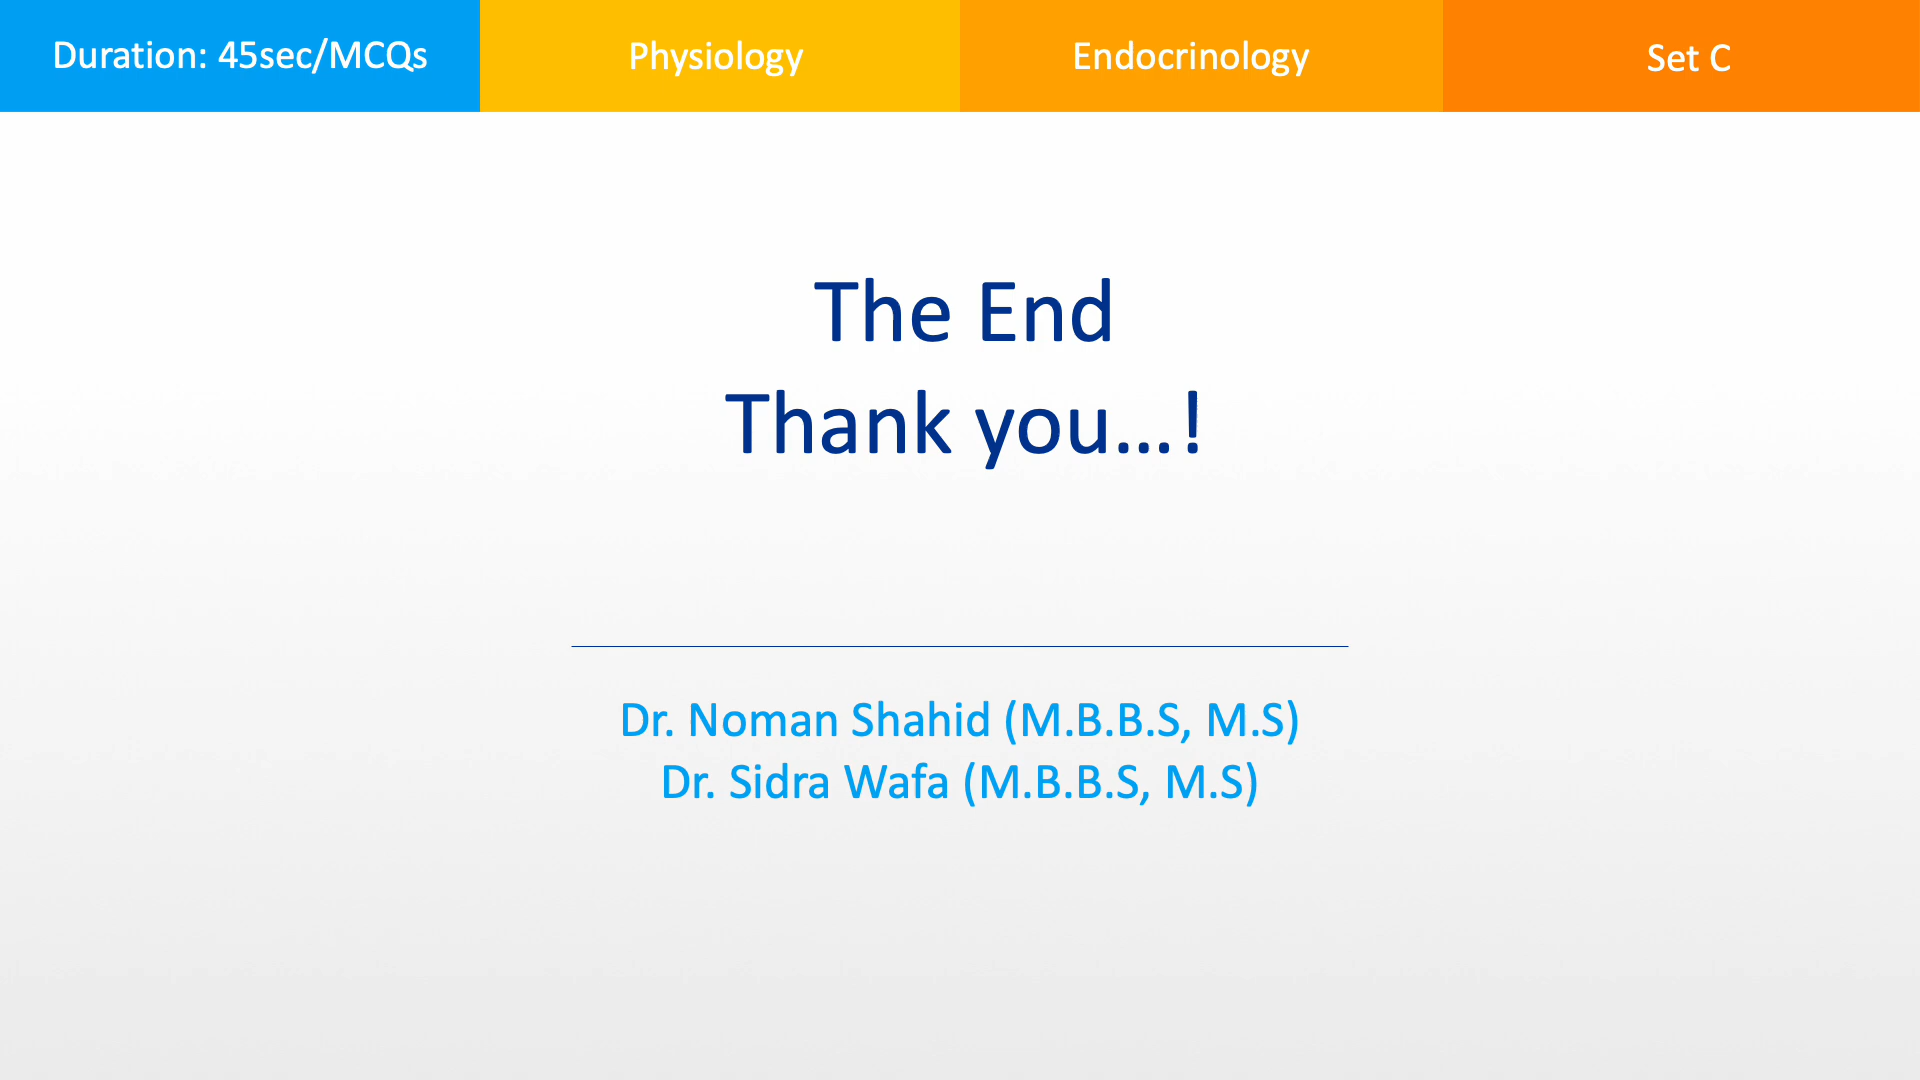 Duration: 45sec/MCQs
Physiology
Endocrinology
Set C
The End
Thank you...!
Dr. Noman Shahid (M.B.B.S, M.S)
Dr. Sidra Wafa (M.B.B.S, M.S)